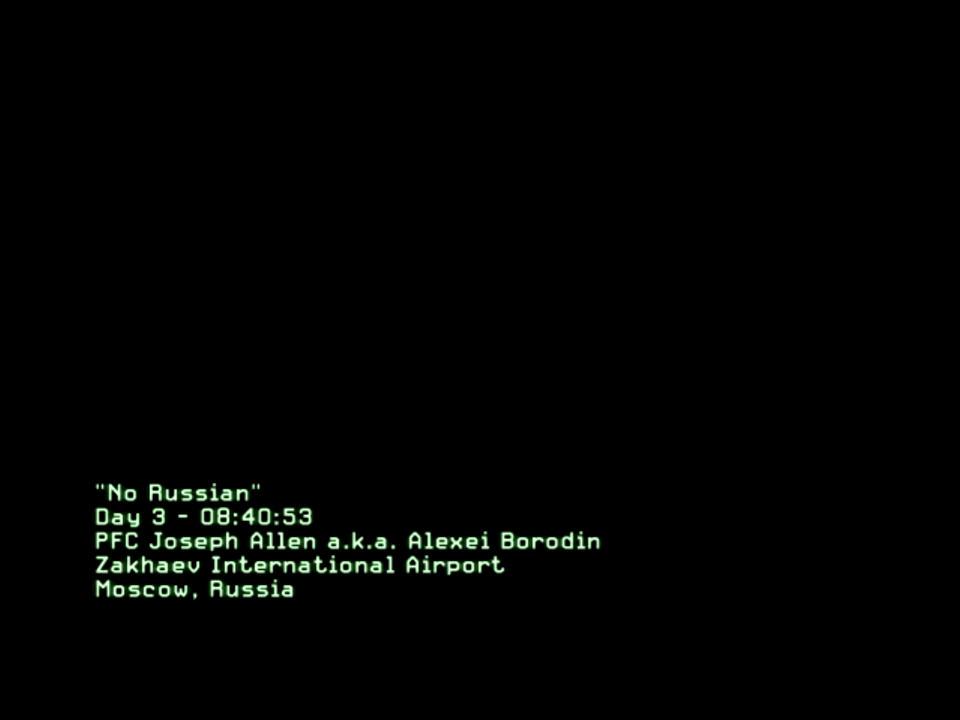 "No Russian"
Day 3 - 08:40:53
PFC Joseph Allen a.k.a. Alexei Borodin
Zakhaev International Airport
Moscow, Russia